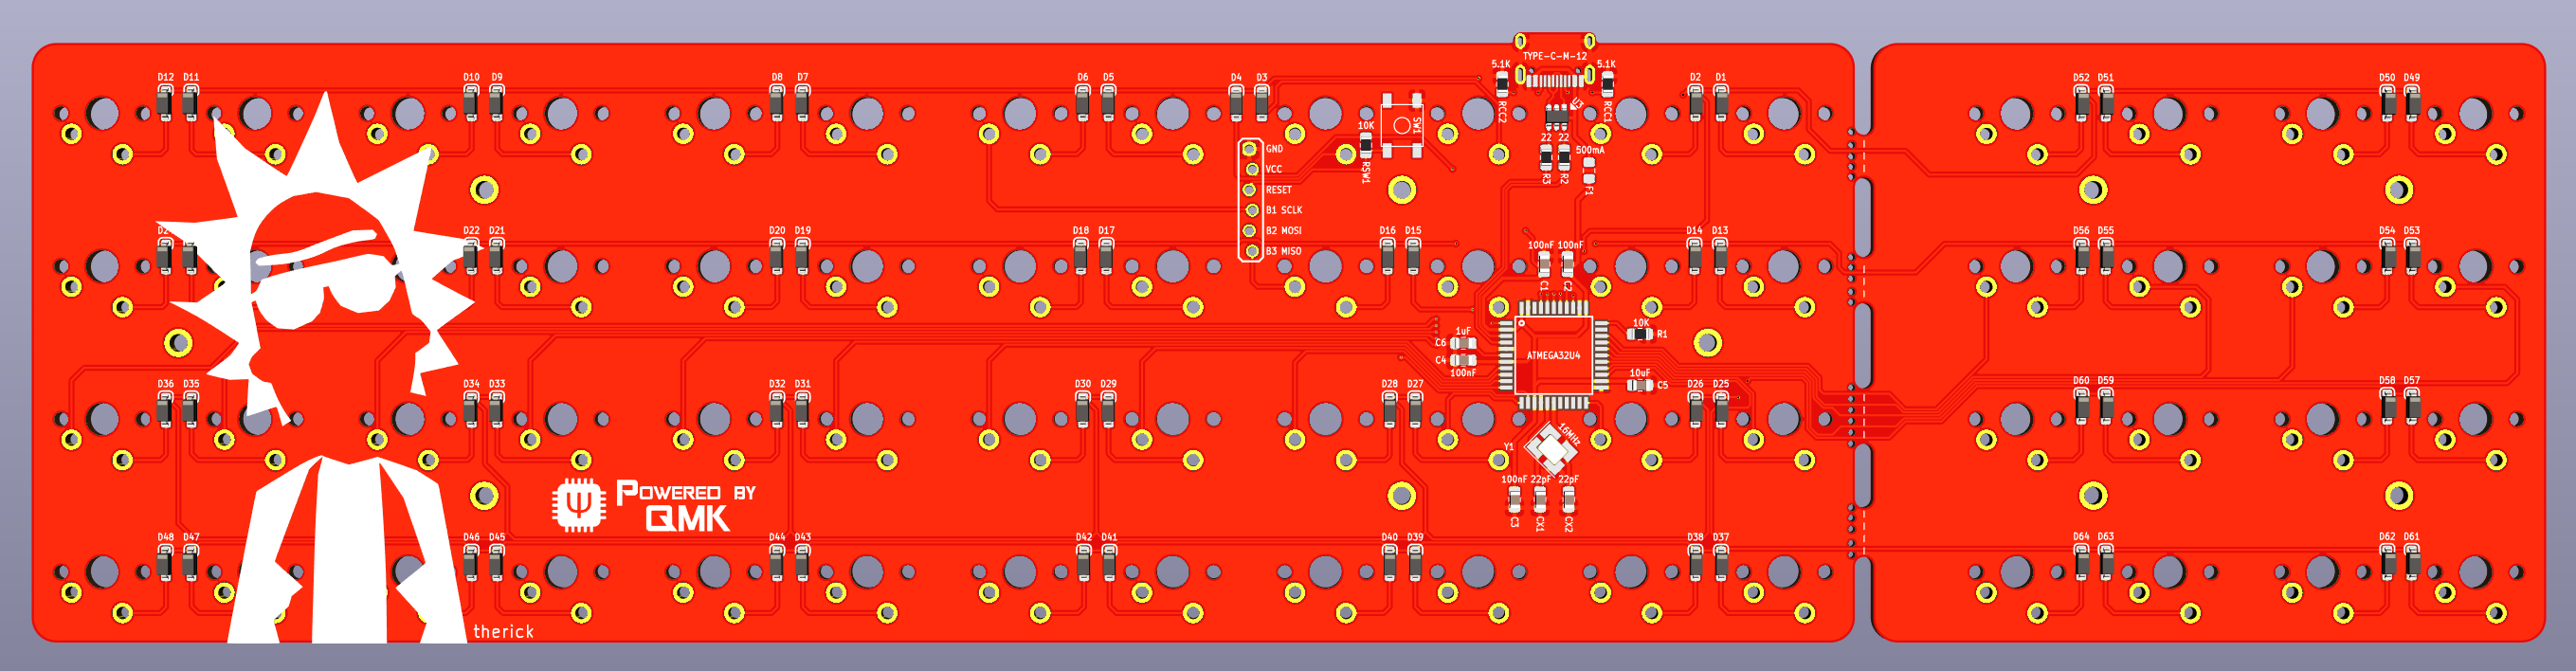 TYPE-C-M-12
5.1K
5.1K
D12 D11
D10 D9
D8 D7
D6 D5
D4 D3
D2 D1
D52 D51
D50 D49
RCC2
U3
RCC1
SW1
10K
RSW1
22 22
500mA
R3 R2
F1
GND
VCC
RESET
B1 SCLK
B2 MOSI
B3 MISO
D22 D21
D20 D19
D18 D17
D16 D15
D14 D13
D56 D55
D54 D53
100nF 100nF
C1 C2
1uF
C6
C4
100nF
ATMEGA32U4
10K
R1
10uF
C5
D36 D35
D34 D33
D32 D31
D30 D29
D28 D27
D26 D25
D60 D59
D58 D57
16MHz
Y1
100nF 22pF 22pF
C3 CX1 CX2
POWERED BY
QMK
D48 D47
D46 D45
D44 D43
D42 D41
D40 D39
D38 D37
D64 D63
D62 D61
therick